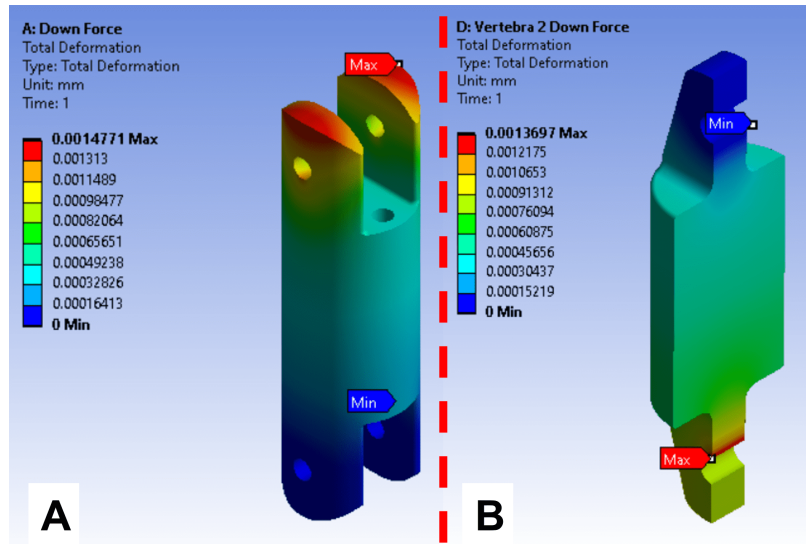 A: Down Force
Total Deformation
Type: Total Deformation
Unit: mm
Time: 1
0.0014771 Max
0.001313
0.0011489
0.00098477
0.00082064
0.00065651
0.00049238
0.00032826
0.00016413
0 Min
Max
Min
A
D: Vertebra 2 Down Force
Total Deformation
Type: Total Deformation
Unit: mm
Time: 1
0.0013697 Max
0.0012175
0.0010653
0.00091312
0.00076094
0.00060875
0.00045656
0.00030437
0.00015219
0 Min
Min
Max
B